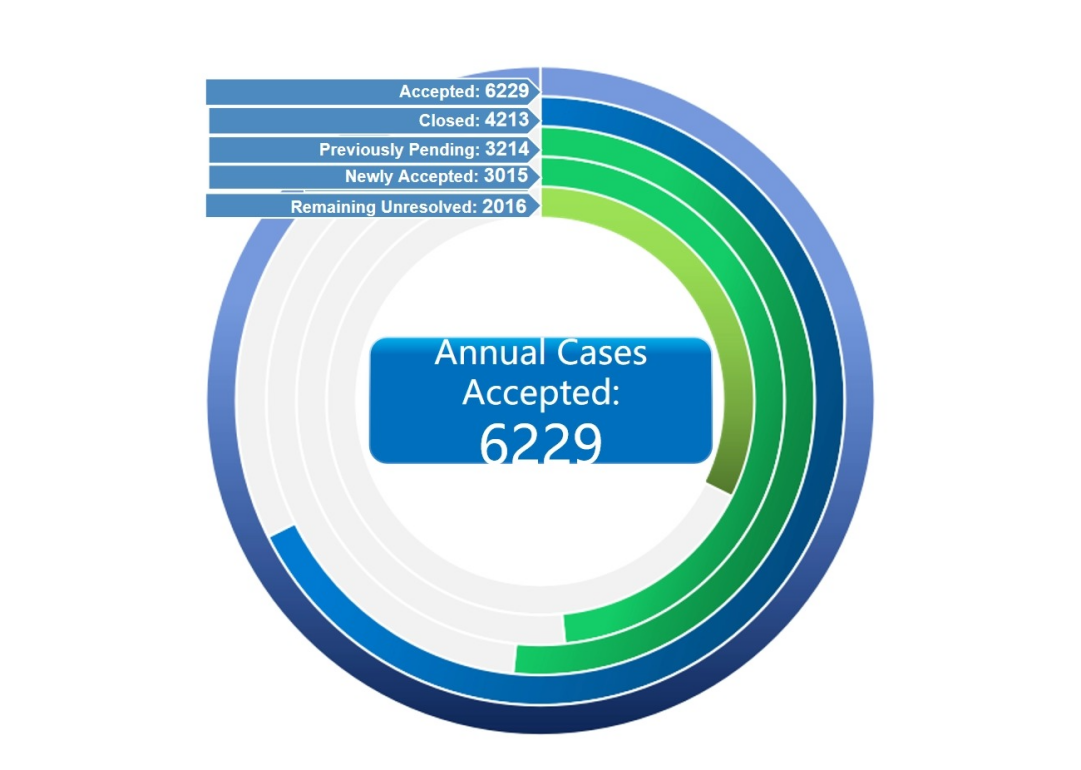 Accepted: 6229
Closed: 4213
Previously Pending: 3214
Newly Accepted: 3015
Remaining Unresolved: 2016
Annual Cases
Accepted:
6229